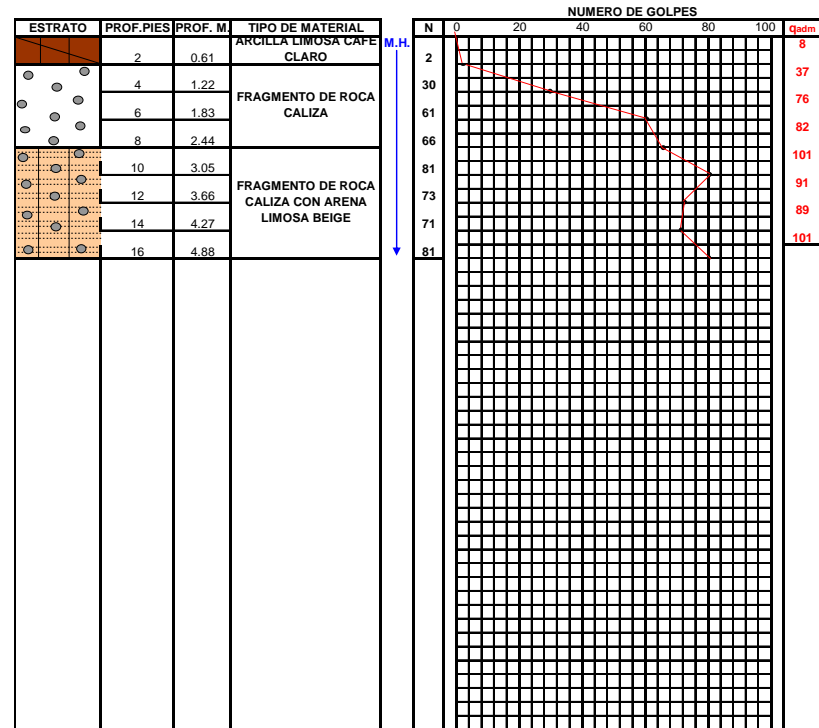 NUMERO DE GOLPES
ESTRATO PROF.PIES PROF. M. TIPO DE MATERIAL N 0 20 40 60 80 100 qadm
ARCILLA LIMOSA CAFE CLARO
M.H.
2 0.61 2 8
4 1.22 30 37
FRAGMENTO DE ROCA CALIZA
6 1.83 61 76
8 2.44 66 82
10 3.05 81 101
FRAGMENTO DE ROCA CALIZA CON ARENA LIMOSA BEIGE
12 3.66 73 91
14 4.27 71 89
16 4.88 81 101